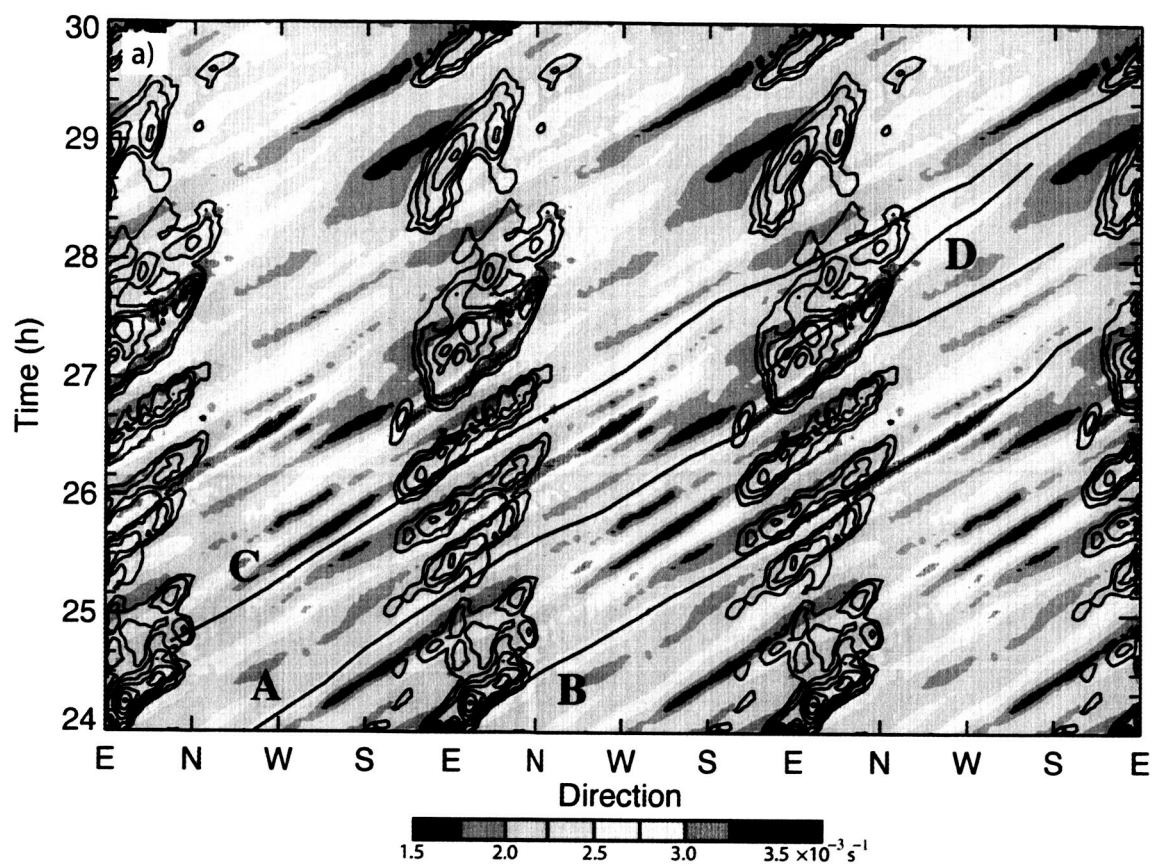 a)
30
29
28
27
26
25
24
Time (h)
A
B
C
D
E N W S E N W S E N W S E
Direction
1.5 2.0 2.5 3.0 3.5 ×10⁻³ s⁻¹